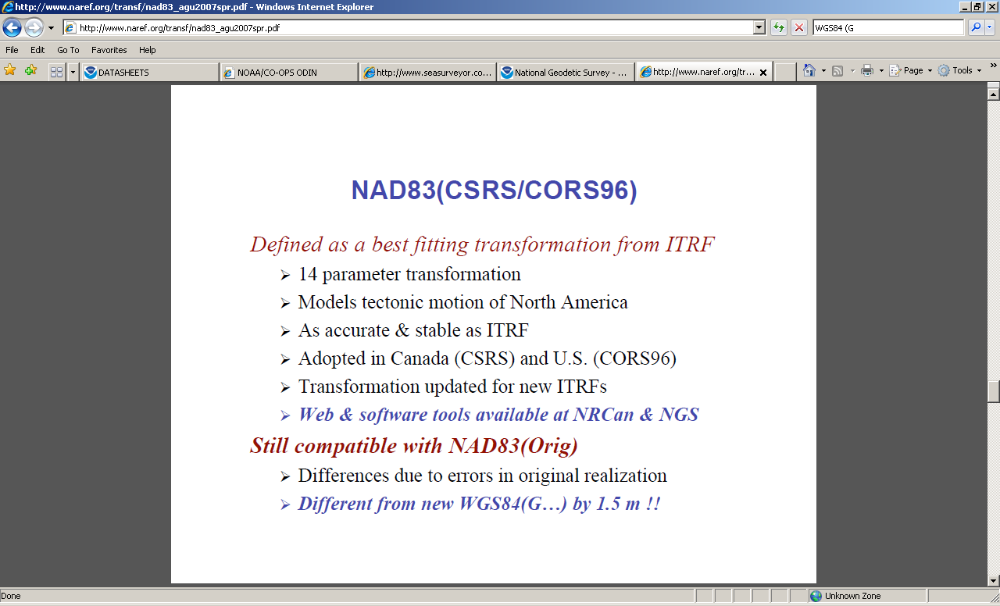 http://www.naref.org/transf/nad83_agu2007spr.pdf - Windows Internet Explorer
http://www.naref.org/transf/nad83_agu2007spr.pdf
WGS84 (G
File Edit Go To Favorites Help
DATASHEETS
NOAA/CO-OPS ODIN
http://www.seasurveyor.co...
National Geodetic Survey - ...
http://www.naref.org/tr...
Page
Tools
NAD83(CSRS/CORS96)
Defined as a best fitting transformation from ITRF
14 parameter transformation
Models tectonic motion of North America
As accurate & stable as ITRF
Adopted in Canada (CSRS) and U.S. (CORS96)
Transformation updated for new ITRFs
Web & software tools available at NRCan & NGS
Still compatible with NAD83(Orig)
Differences due to errors in original realization
Different from new WGS84(G…) by 1.5 m !!
Done
Unknown Zone